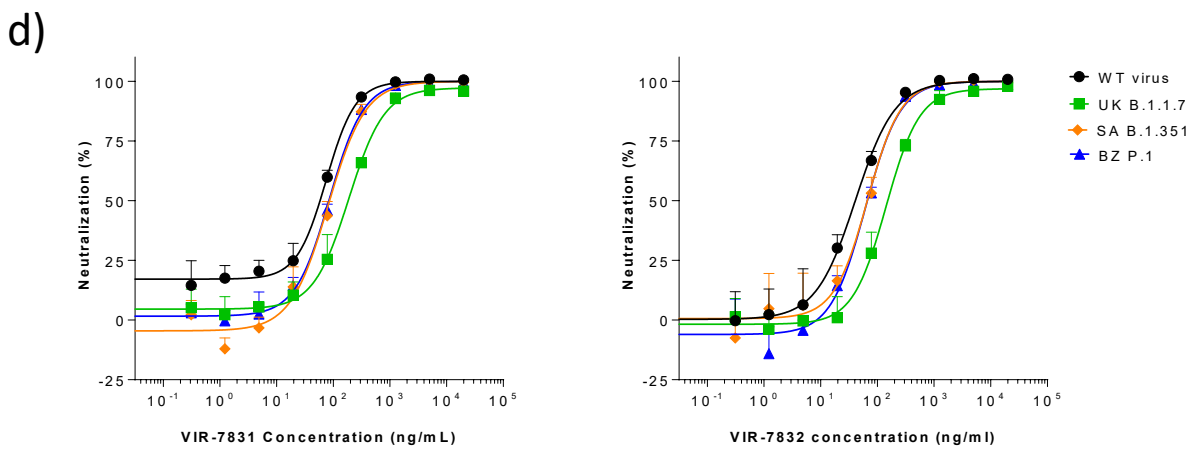 d)
100
75
50
25
0
-25
Neutralization (%)
10^-1 10^0 10^1 10^2 10^3 10^4 10^5
VIR-7831 Concentration (ng/mL)
100
75
50
25
0
-25
Neutralization (%)
10^-1 10^0 10^1 10^2 10^3 10^4 10^5
VIR-7832 concentration (ng/ml)
WT virus
UK B.1.1.7
SA B.1.351
BZ P.1